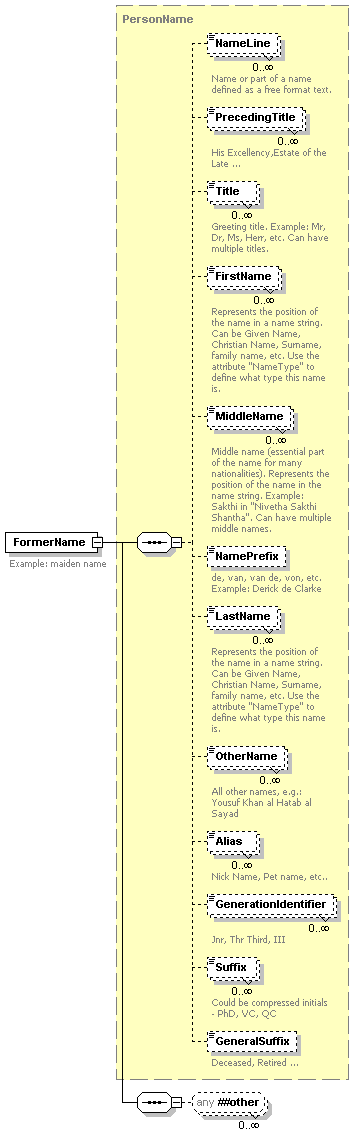 PersonName
NameLine
0..∞
Name or part of a name
defined as a free format text.
PrecedingTitle
0..∞
His Excellency,Estate of the
Late ...
Title
0..∞
Greeting title. Example: Mr,
Dr, Ms, Herr, etc. Can have
multiple titles.
FirstName
0..∞
Represents the position of
the name in a name string.
Can be Given Name,
Christian Name, Surname,
family name, etc. Use the
attribute "NameType" to
define what type this name
is.
MiddleName
0..∞
Middle name (essential part
of the name for many
nationalities). Represents the
position of the name in the
name string. Example:
Sakthi in "Nivetha Sakthi
Shantha". Can have multiple
middle names.
FormerName
Example: maiden name
NamePrefix
de, van, van de, von, etc.
Example: Derick de Clarke
LastName
0..∞
Represents the position of
the name in a name string.
Can be Given Name,
Christian Name, Surname,
family name, etc. Use the
attribute "NameType" to
define what type this name
is.
OtherName
0..∞
All other names, e.g.:
Yousuf Khan al Hatab al
Sayad
Alias
0..∞
Nick Name, Pet name, etc..
GenerationIdentifier
0..∞
Jnr, Thr Third, III
Suffix
0..∞
Could be compressed initials
- PhD, VC, QC
GeneralSuffix
Deceased, Retired ...
any ##other
0..∞